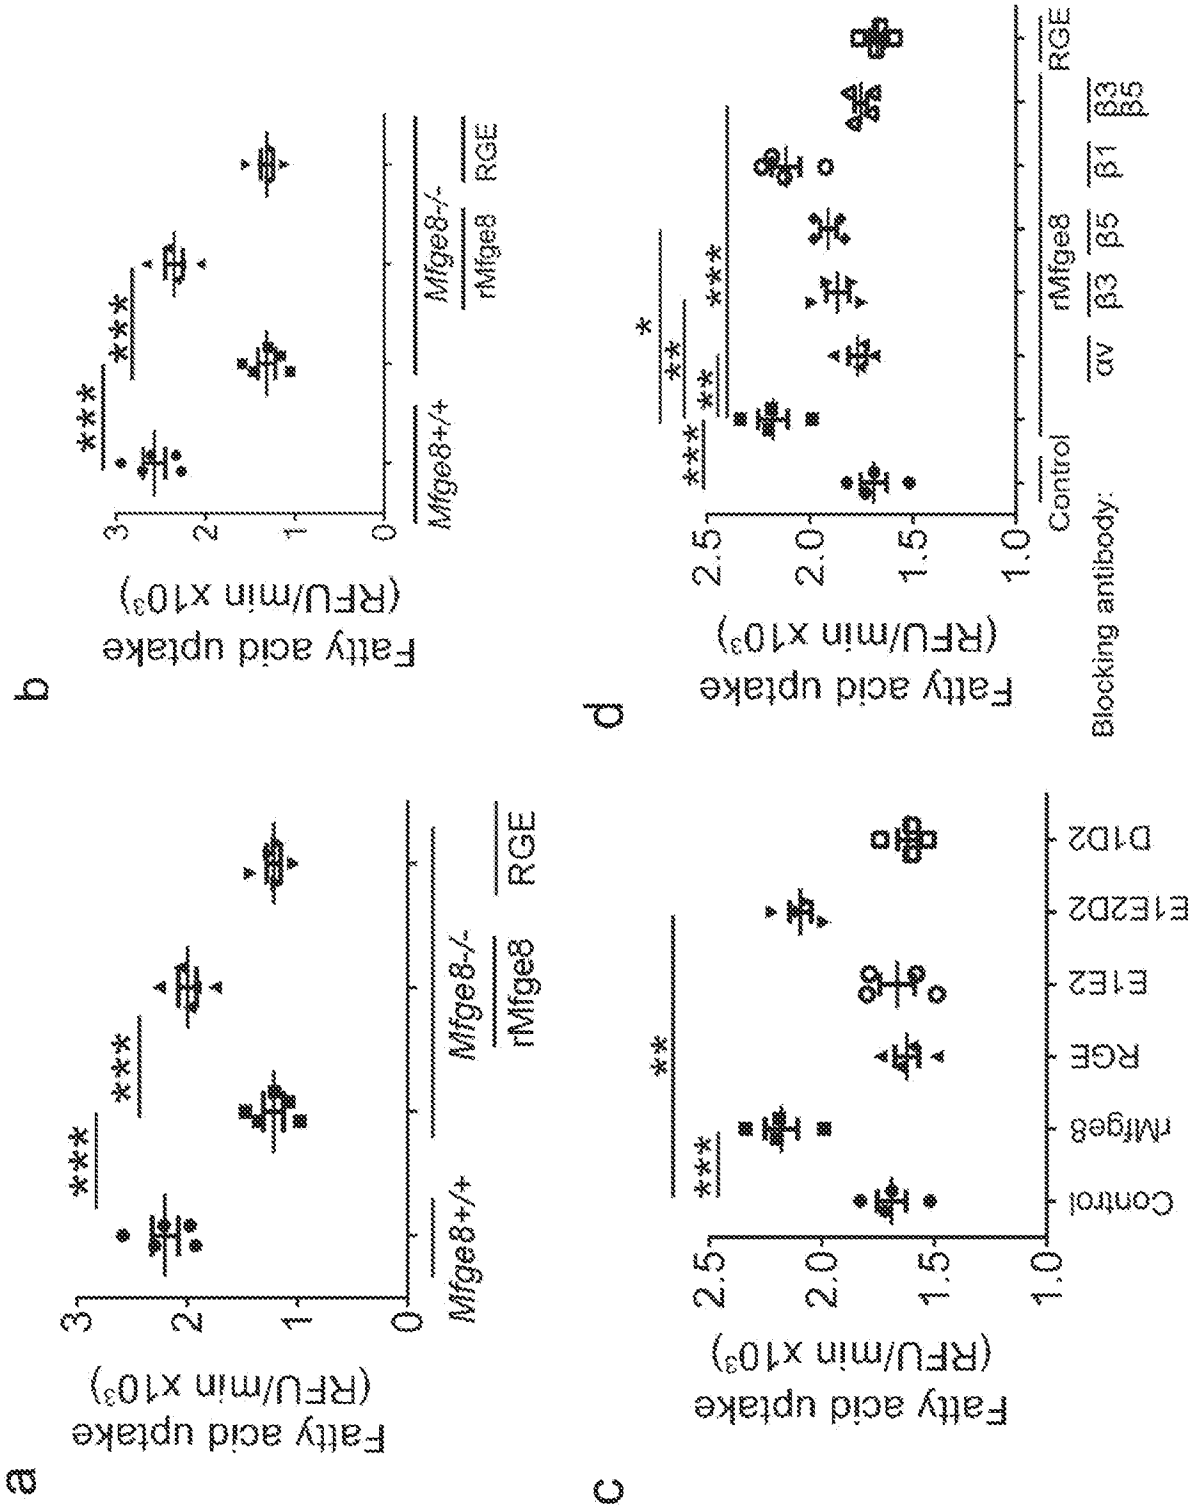 a
Fatty acid uptake
(RFU/min x10³)
3
2
1
0
***
***
Mfge8+/+
Mfge8-/-
rMfge8
RGE
b
Fatty acid uptake
(RFU/min x10³)
3
2
1
0
***
***
Mfge8+/+
Mfge8-/-
rMfge8
RGE
c
Fatty acid uptake
(RFU/min x10³)
2.5
2.0
1.5
1.0
***
**
Control
rMfge8
RGE
E1E2
E1E2D2
D1D2
d
Fatty acid uptake
(RFU/min x10³)
2.5
2.0
1.5
1.0
***
**
**
*
***
Control
rMfge8
RGE
Blocking antibody:
αv
β3
β5
β1
β3
β5